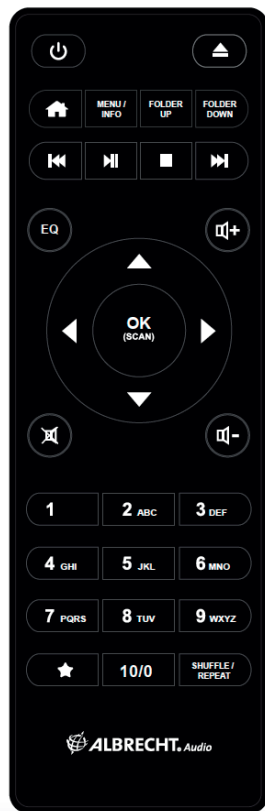 MENU / FOLDER FOLDER
INFO UP DOWN
EQ
+
OK
(SCAN)
-
1 2 ABC 3 DEF
4 GHI 5 JKL 6 MNO
7 PQRS 8 TUV 9 WXYZ
10/0 SHUFFLE /
REPEAT
ALBRECHT. Audio